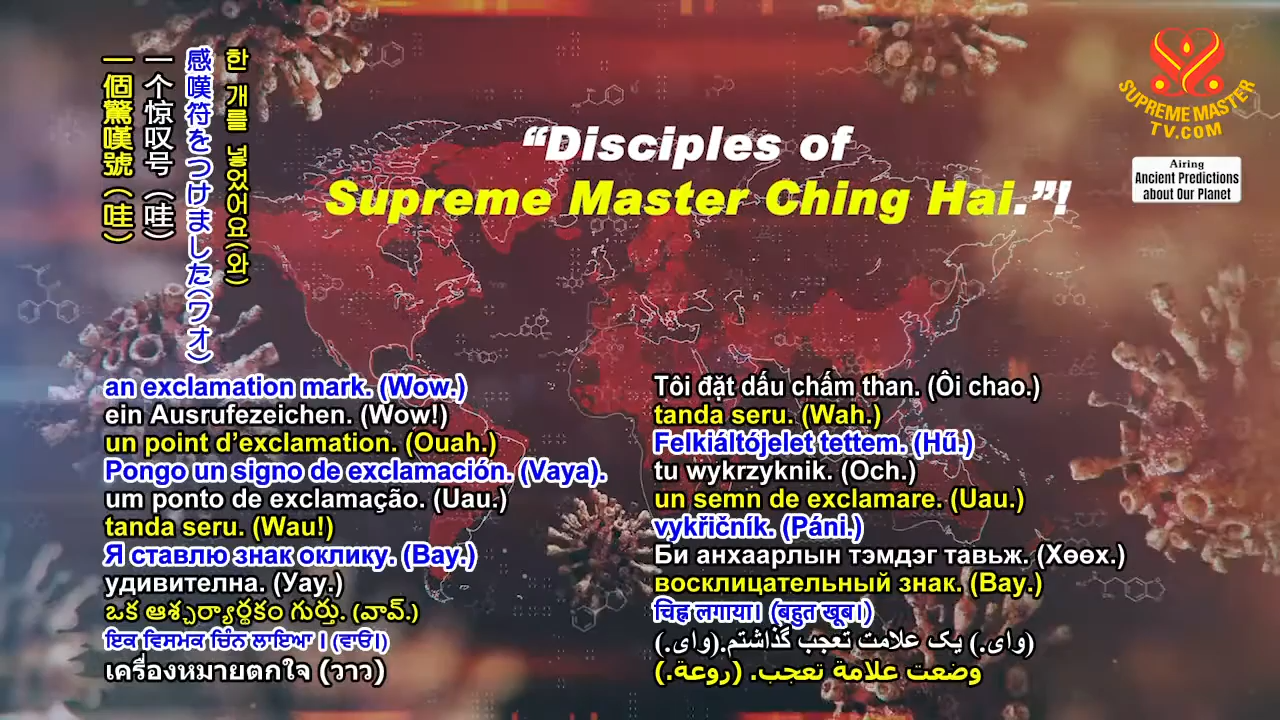 “Disciples of
Supreme Master Ching Hai.”!
SUPREME MASTER
TV.COM
Airing
Ancient Predictions
about Our Planet
한 개를 넣었어요(와)
感嘆符をつけました(ワオ)
一个惊叹号（哇）
一個驚嘆號（哇）
an exclamation mark. (Wow.)
ein Ausrufezeichen. (Wow!)
un point d’exclamation. (Ouah.)
Pongo un signo de exclamación. (Vaya).
um ponto de exclamação. (Uau.)
tanda seru. (Wau!)
Я ставлю знак оклику. (Вау.)
удивителна. (Уау.)
ఒక ఆశ్చర్యార్థకం గుర్తు. (వావ్.)
ਇਕ ਵਿਸਮਕ ਚਿੰਨ ਲਾਇਆ। (ਵਾਓ।)
เครื่องหมายตกใจ (วาว)
Tôi đặt dấu chấm than. (Ôi chao.)
tanda seru. (Wah.)
Felkiáltójelet tettem. (Hű.)
tu wykrzyknik. (Och.)
un semn de exclamare. (Uau.)
vykřičník. (Páni.)
Би анхаарлын тэмдэг тавьж. (Хөөх.)
восклицательный знак. (Вау.)
चिह्न लगाया। (बहुत खूब।)
(وای.) یک علامت تعجب گذاشتم.(وای.)
وضعت علامة تعجب. (روعة.)